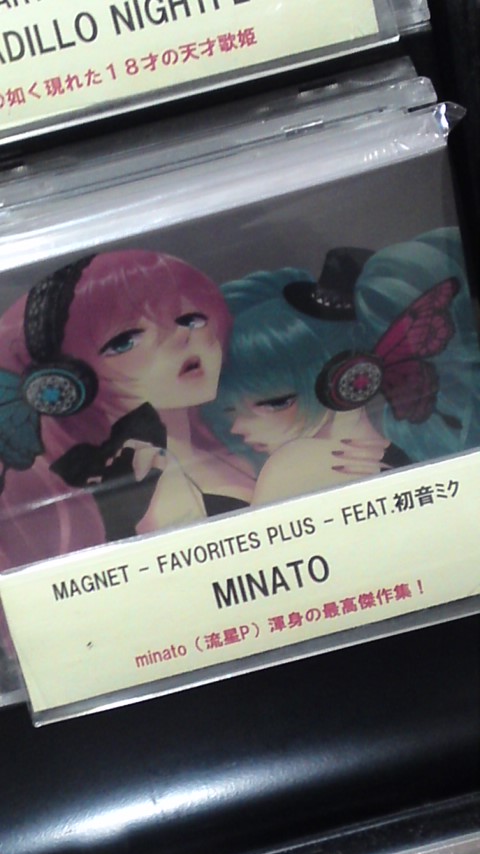 ADILLO NIGHT
の如く現れた18才の天才歌姫
MAGNET - FAVORITES PLUS - FEAT.初音ミク
MINATO
minato(流星P)渾身の最高傑作集!